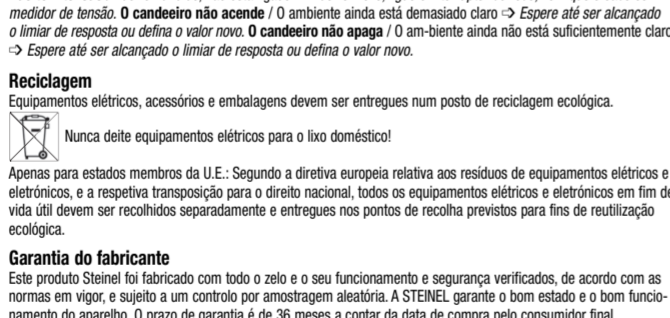 medidor de tensão. O candeeiro não acende / O ambiente ainda está demasiado claro ➩ Espere até ser alcançado
o limiar de resposta ou defina o valor novo. O candeeiro não apaga / O am-biente ainda não está suficientemente claro
➩ Espere até ser alcançado o limiar de resposta ou defina o valor novo.
Reciclagem
Equipamentos elétricos, acessórios e embalagens devem ser entregues num posto de reciclagem ecológica.
Nunca deite equipamentos elétricos para o lixo doméstico!
Apenas para estados membros da U.E.: Segundo a diretiva europeia relativa aos resíduos de equipamentos elétricos e
eletrónicos, e a respetiva transposição para o direito nacional, todos os equipamentos elétricos e eletrónicos em fim de
vida útil devem ser recolhidos separadamente e entregues nos pontos de recolha previstos para fins de reutilização
ecológica.
Garantia do fabricante
Este produto Steinel foi fabricado com todo o zelo e o seu funcionamento e segurança verificados, de acordo com as
normas em vigor, e sujeito a um controlo por amostragem aleatória. A STEINEL garante o bom estado e o bom funcio-
namento do aparelho. O prazo de garantia é de 36 meses a contar da data de compra pelo consumidor final.